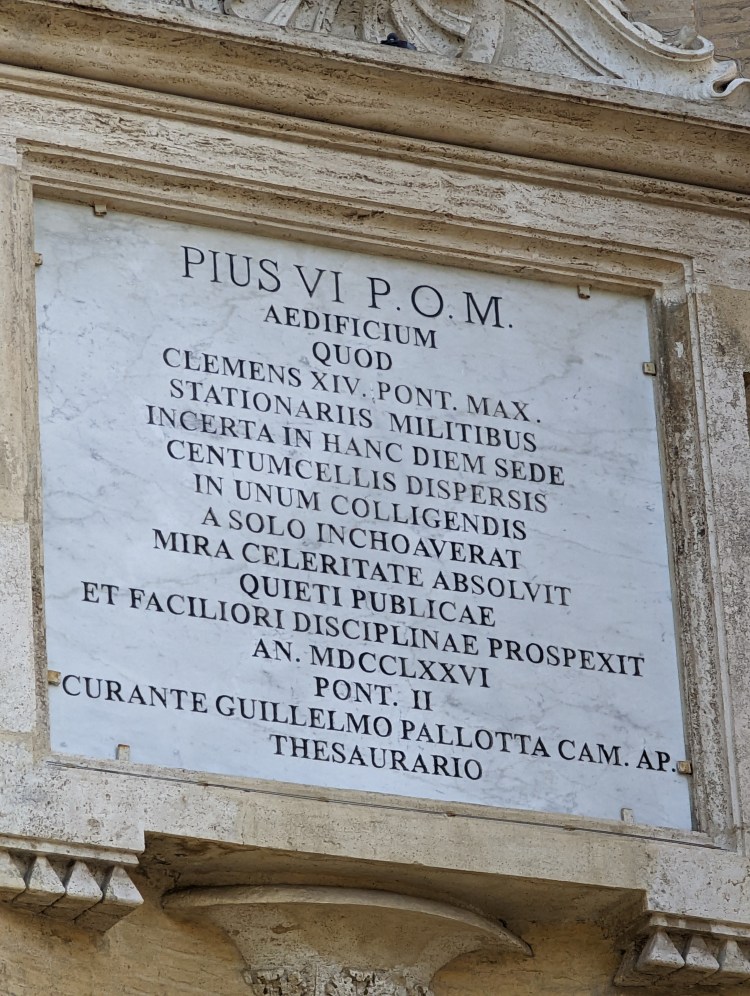 PIUS VI P.O.M.
AEDIFICIUM
QUOD
CLEMENS XIV. PONT. MAX.
STATIONARIIS MILITIBUS
INCERTA IN HANC DIEM SEDE
CENTUMCELLIS DISPERSIS
IN UNUM COLLIGENDIS
A SOLO INCHOAVERAT
MIRA CELERITATE ABSOLVIT
QUIETI PUBLICAE
ET FACILIORI DISCIPLINAE PROSPEXIT
AN. MDCCLXXVI
PONT. II
CURANTE GUILLELMO PALLOTTA CAM. AP.
THESAURARIO